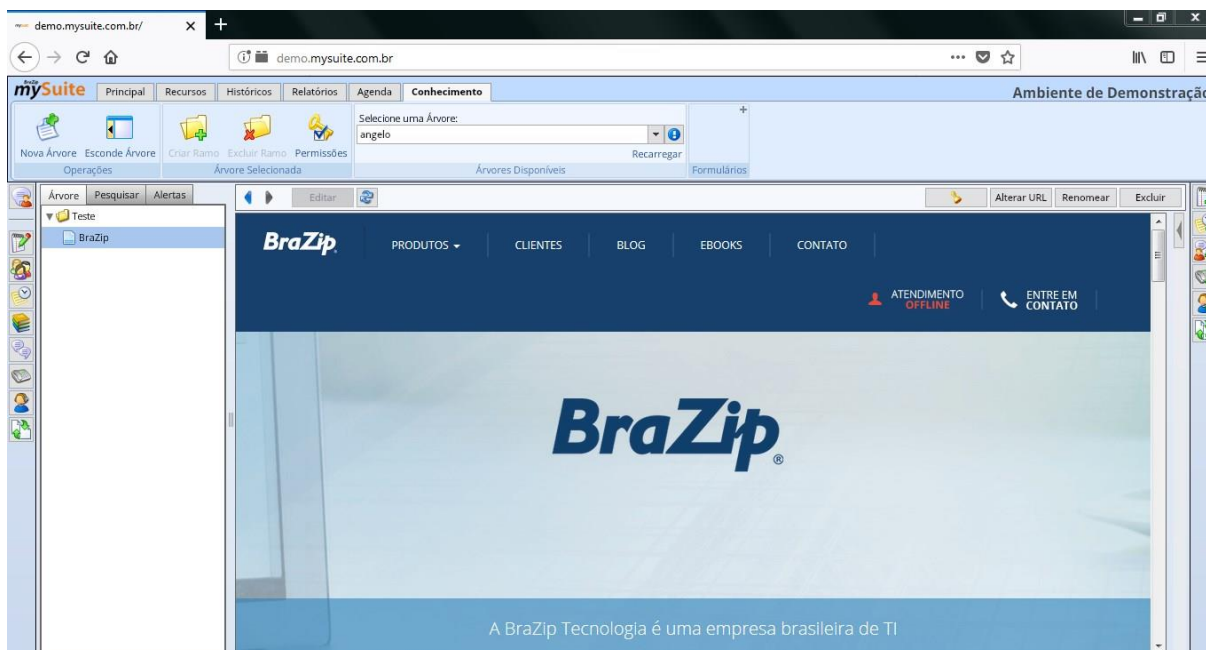 demo.mysuite.com.br/
demo.mysuite.com.br
BraZip
mySuite Principal Recursos Históricos Relatórios Agenda Conhecimento Ambiente de Demonstração
Selecione uma Árvore:
angelo
Nova Árvore Esconde Árvore Criar Ramo Excluir Ramo Permissões Recarregar
Operações Árvore Selecionada Árvores Disponíveis Formulários
Árvore Pesquisar Alertas Editar Alterar URL Renomear Excluir
Teste
BraZip
BraZip PRODUTOS CLIENTES BLOG EBOOKS CONTATO
ATENDIMENTO ENTRE EM
OFFLINE CONTATO
BraZip®
A BraZip Tecnologia é uma empresa brasileira de TI